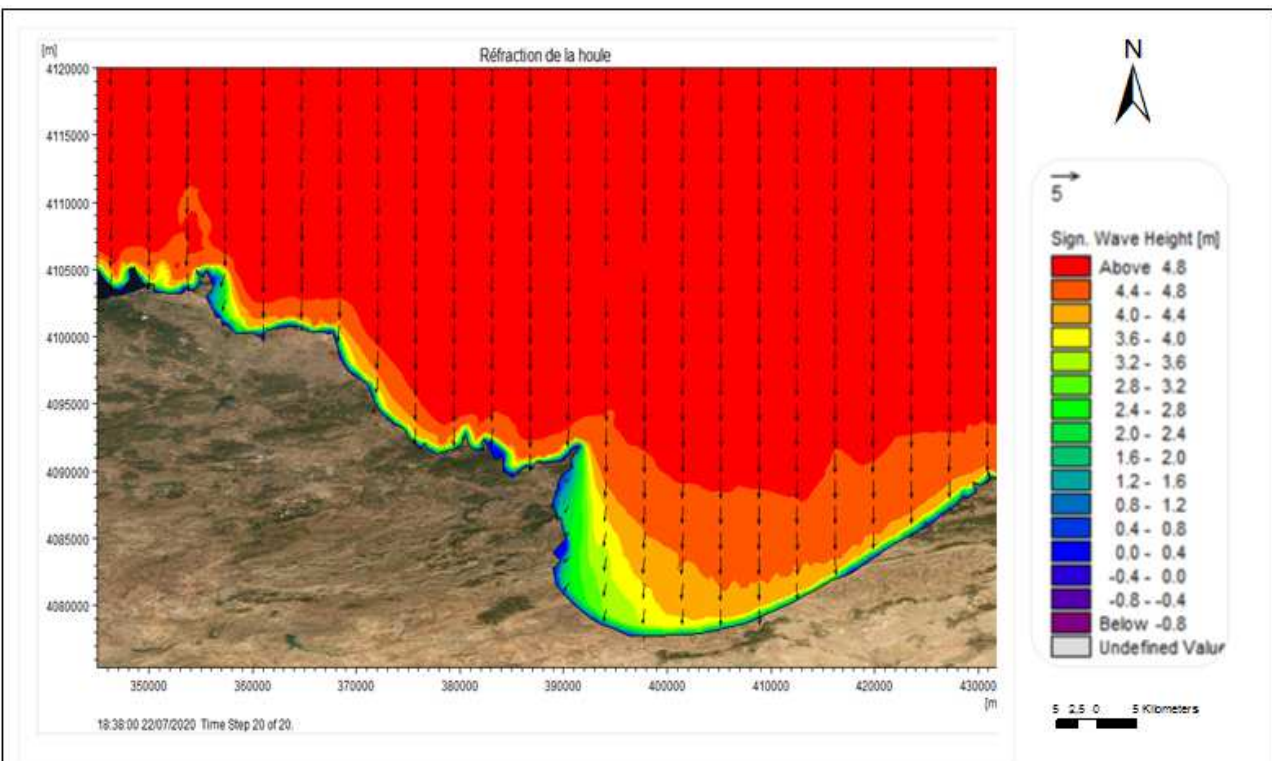 [m]
Réfraction de la houle
4120000
4115000
4110000
4105000
4100000
4095000
4090000
4085000
4080000
350000 360000 370000 380000 390000 400000 410000 420000 430000
[m
18:38:00 22/07/2020 Time Step 20 of 20.
N
5
Sign. Wave Height [m]
Above 4.8
4.4 - 4.8
4.0 - 4.4
3.6 - 4.0
3.2 - 3.6
2.8 - 3.2
2.4 - 2.8
2.0 - 2.4
1.6 - 2.0
1.2 - 1.6
0.8 - 1.2
0.4 - 0.8
0.0 - 0.4
-0.4 - 0.0
-0.8 - -0.4
Below -0.8
Undefined Value
5 2,5 0 5 Kilometers